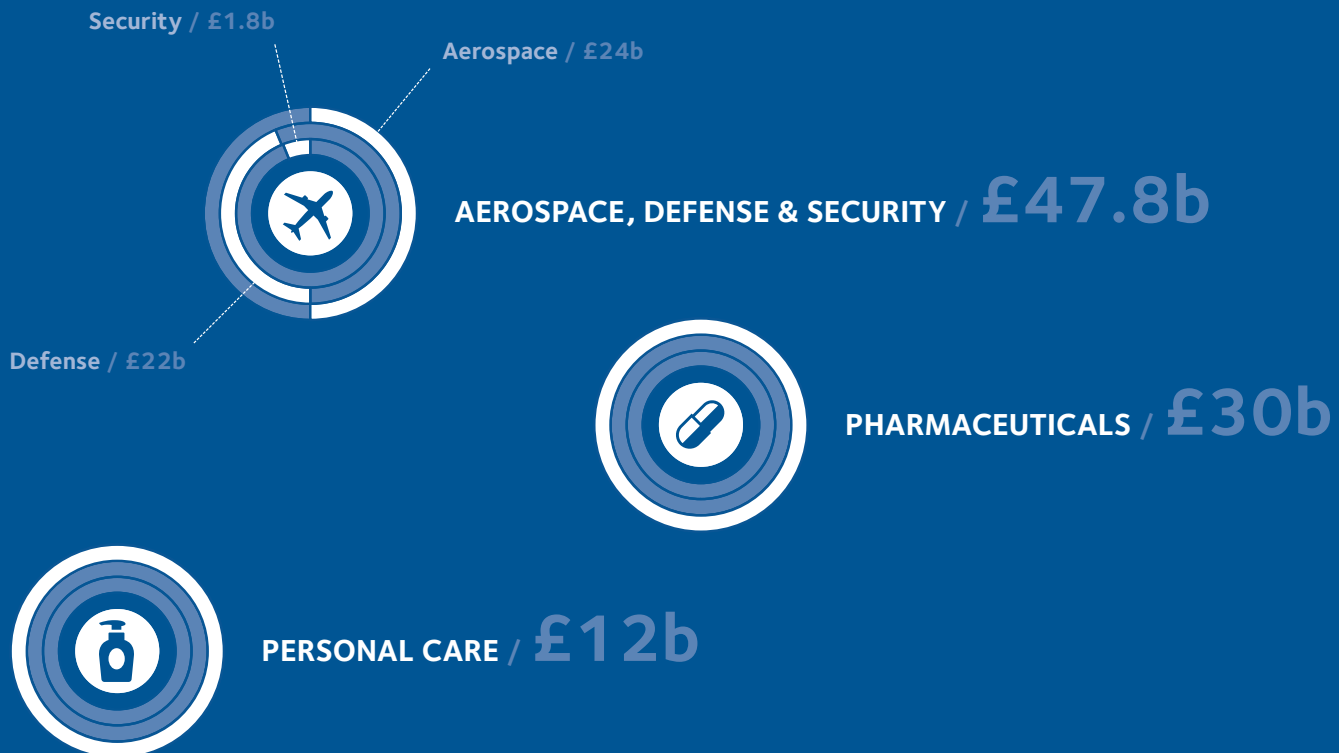 Security / £1.8b
Aerospace / £24b
AEROSPACE, DEFENSE & SECURITY / £47.8b
Defense / £22b
PHARMACEUTICALS / £30b
PERSONAL CARE / £12b